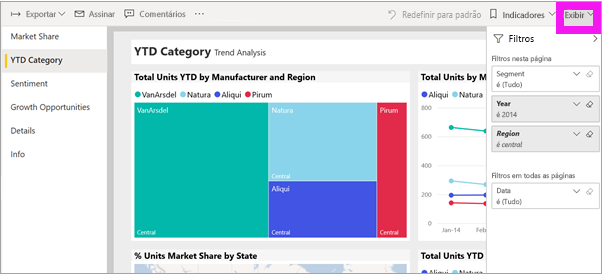 Exportar Assinar Comentários ... Redefinir para padrão Indicadores Exibir
Market Share
YTD Category
Sentiment
Growth Opportunities
Details
Info
YTD Category Trend Analysis
Total Units YTD by Manufacturer and Region
VanArsdel Natura Aliqui Pirum
VanArsdel
Natura
Pirum
Central
Aliqui
Central
Central
Central
% Units Market Share by State
Total Units by M
Aliqui Natura
800
600
400
200
0
Jan-14 Feb
Total Units YTD
Aliqui Natur
Filtros
Filtros nesta página
Segment
é (Tudo)
Year
é 2014
Region
é central
Filtros em todas as páginas
Data
é (Tudo)